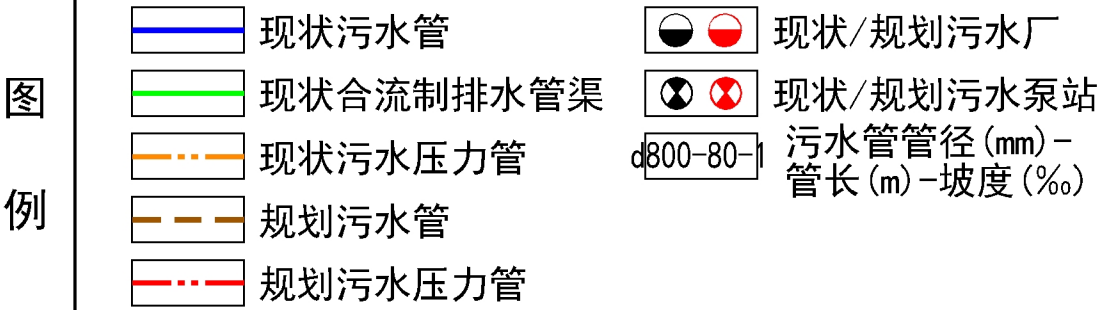 图例
现状污水管
现状合流制排水管渠
现状污水压力管
规划污水管
规划污水压力管
现状/规划污水厂
现状/规划污水泵站
d800-80-1
污水管管径(mm)-
管长(m)-坡度(‰)